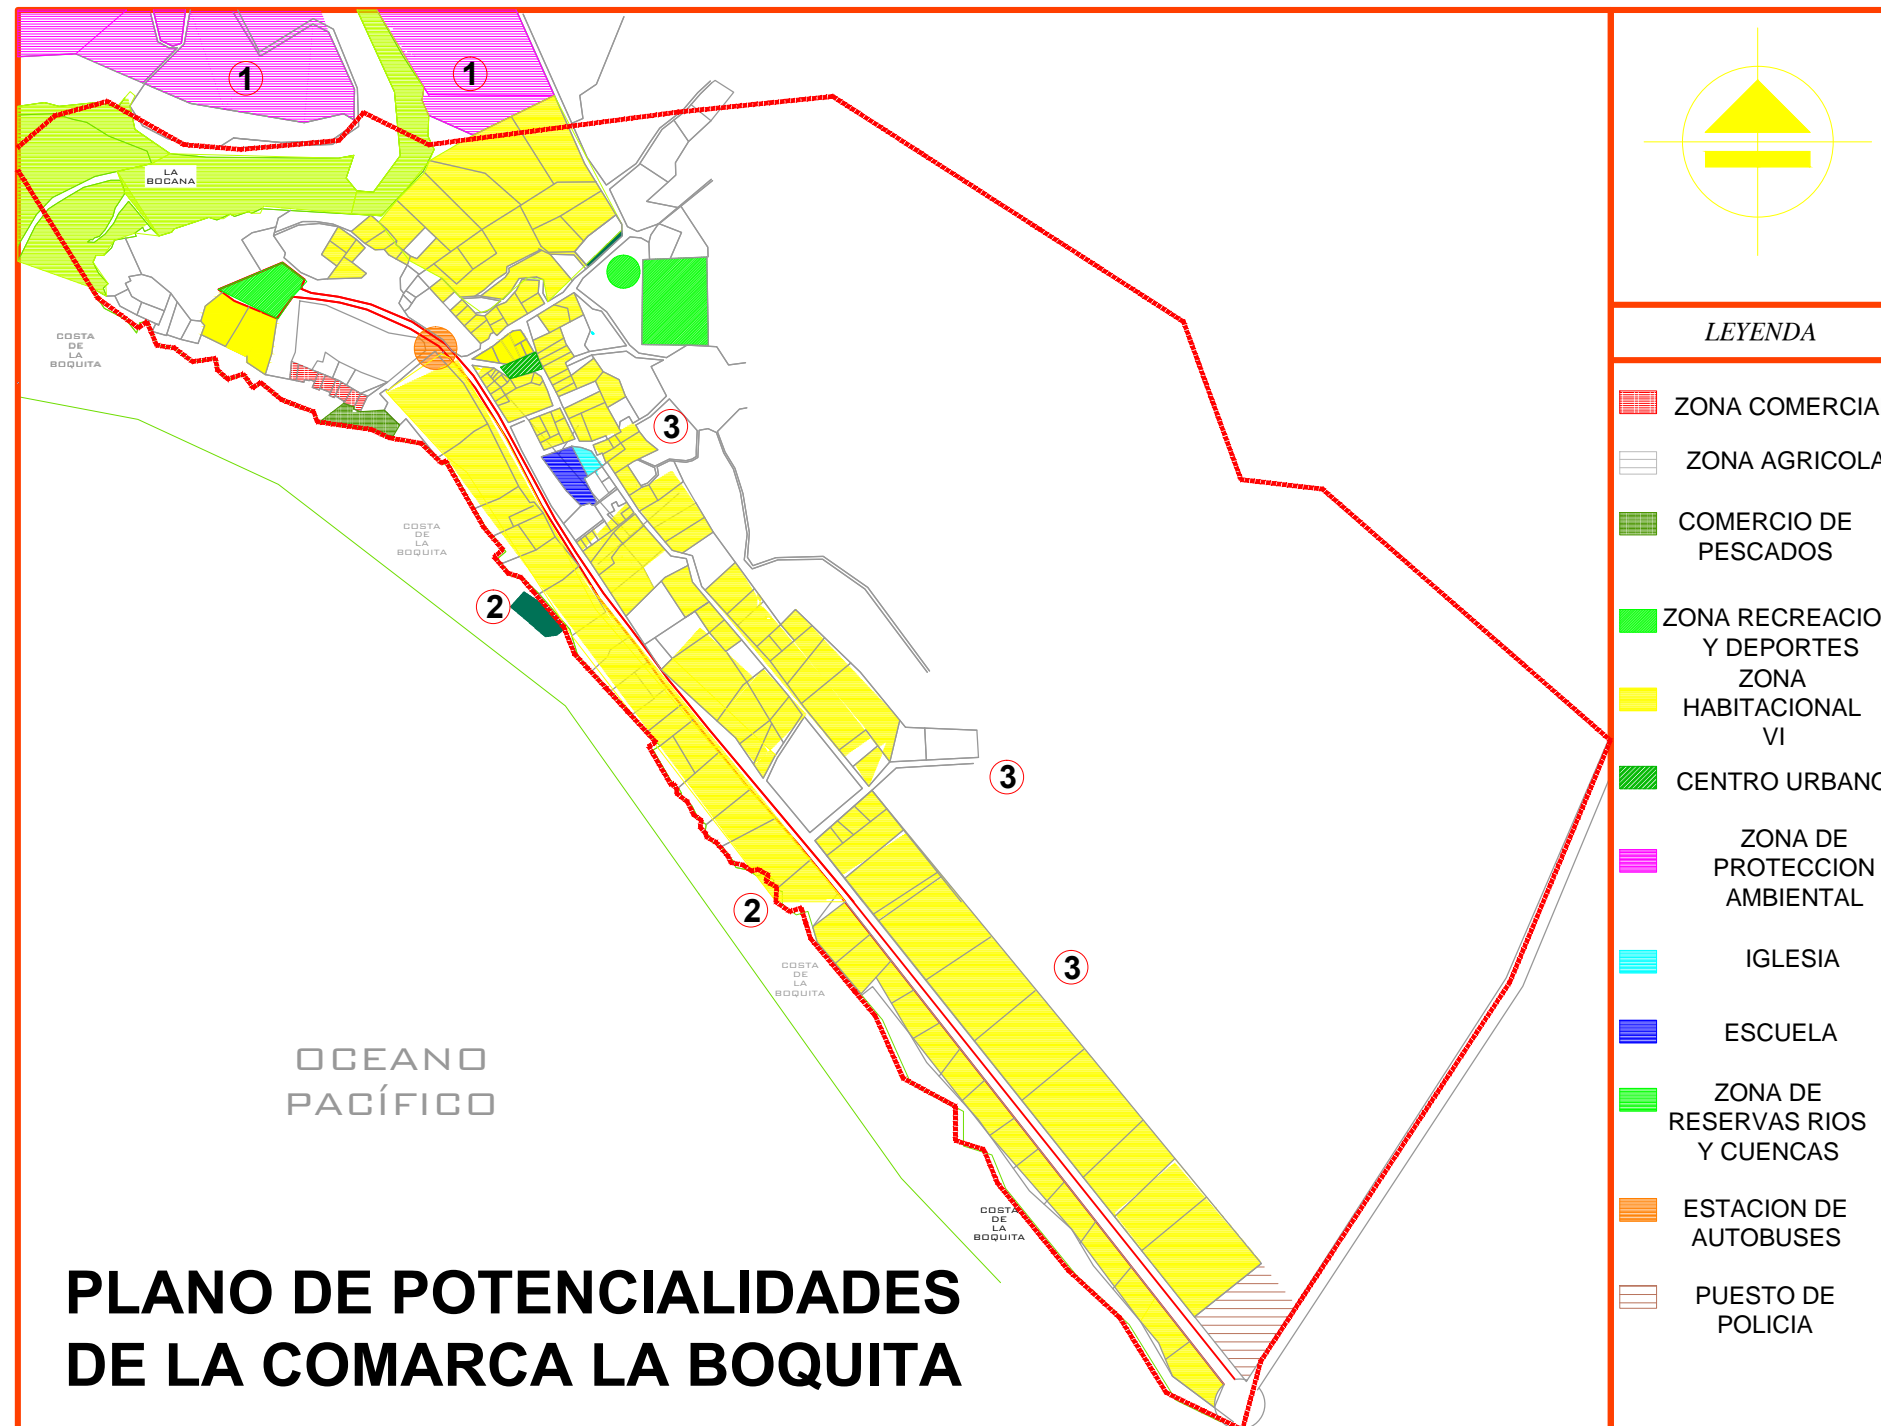 1
1
LA
BOCANA
COSTA
DE
LA
BOQUITA
3
COSTA
DE
LA
BOQUITA
2
3
2
3
COSTA
DE
LA
BOQUITA
OCEANO
PACÍFICO
COSTA
DE
LA
BOQUITA
PLANO DE POTENCIALIDADES
DE LA COMARCA LA BOQUITA
LEYENDA
ZONA COMERCIA
ZONA AGRICOLA
COMERCIO DE
PESCADOS
ZONA RECREACIO
Y DEPORTES
ZONA
HABITACIONAL
VI
CENTRO URBANO
ZONA DE
PROTECCION
AMBIENTAL
IGLESIA
ESCUELA
ZONA DE
RESERVAS RIOS
Y CUENCAS
ESTACION DE
AUTOBUSES
PUESTO DE
POLICIA